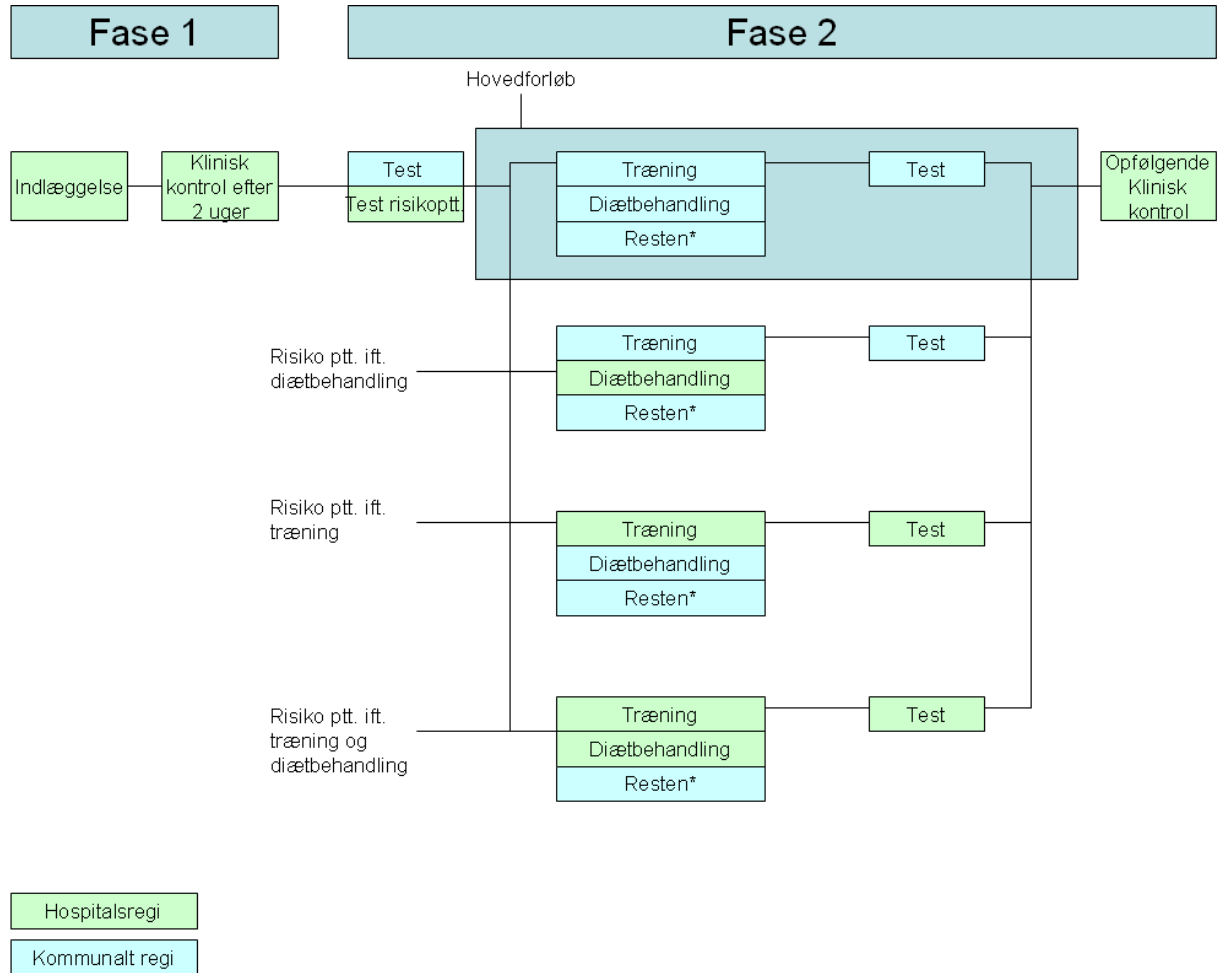 Fase 1
Fase 2
Hovedforløb
Indlæggelse
Klinisk
kontrol efter
2 uger
Test
Test risikoptt.
Træning
Diætbehandling
Resten*
Test
Opfølgende
Klinisk
kontrol
Risiko ptt. ift.
diætbehandling
Træning
Diætbehandling
Resten*
Test
Risiko ptt. ift.
træning
Træning
Diætbehandling
Resten*
Test
Risiko ptt. ift.
træning og
diætbehandling
Træning
Diætbehandling
Resten*
Test
Hospitalsregi
Kommunalt regi